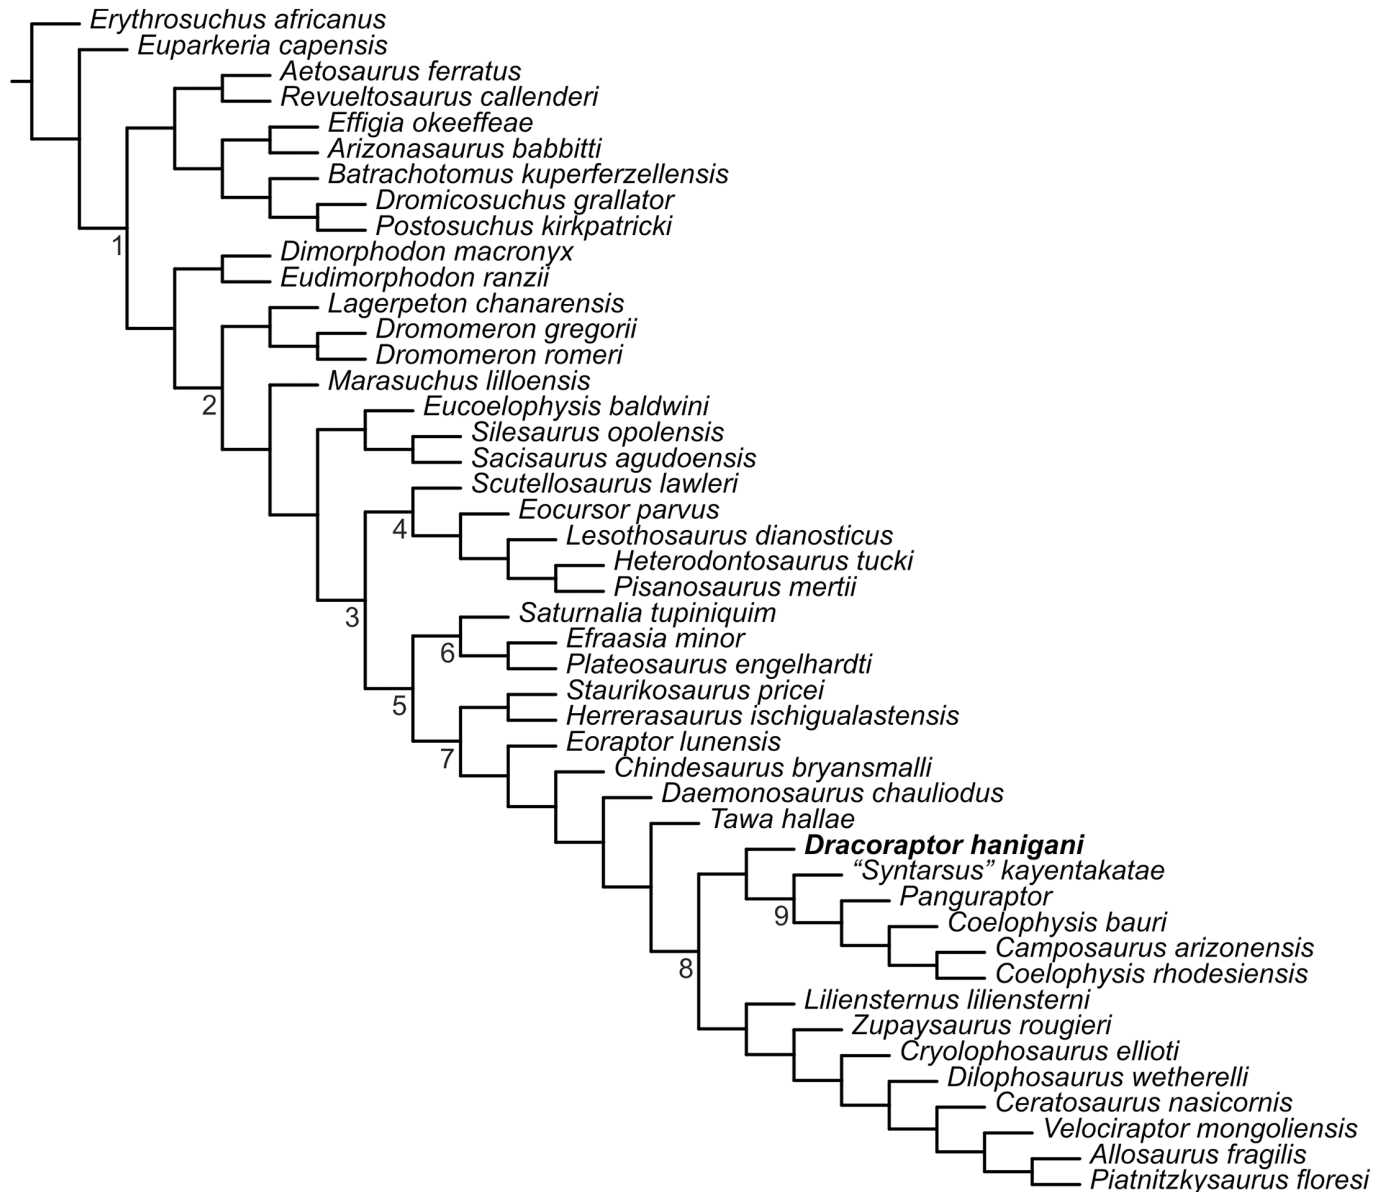 Erythrosuchus africanus
Euparkeria capensis
Aetosaurus ferratus
Revueltosaurus callenderi
Effigia okeeffeae
Arizonasaurus babbitti
Batrachotomus kuperferzellensis
Dromicosuchus grallator
Postosuchus kirkpatricki
1
Dimorphodon macronyx
Eudimorphodon ranzii
Lagerpeton chanarensis
Dromomeron gregorii
Dromomeron romeri
Marasuchus lilloensis
2
Eucoelophysis baldwini
Silesaurus opolensis
Sacisaurus agudoensis
Scutellosaurus lawleri
Eocursor parvus
4
Lesothosaurus dianosticus
Heterodontosaurus tucki
Pisanosaurus mertii
3
Saturnalia tupiniquim
Efraasia minor
6
Plateosaurus engelhardti
Staurikosaurus pricei
5
Herrerasaurus ischigualastensis
Eoraptor lunensis
7
Chindesaurus bryansmalli
Daemonosaurus chauliodus
Tawa hallae
Dracoraptor hanigani
“Syntarsus” kayentakatae
Panguraptor
9
Coelophysis bauri
Camposaurus arizonensis
8
Coelophysis rhodesiensis
Liliensternus liliensterni
Zupaysaurus rougieri
Cryolophosaurus ellioti
Dilophosaurus wetherelli
Ceratosaurus nasicornis
Velociraptor mongoliensis
Allosaurus fragilis
Piatnitzkysaurus floresi